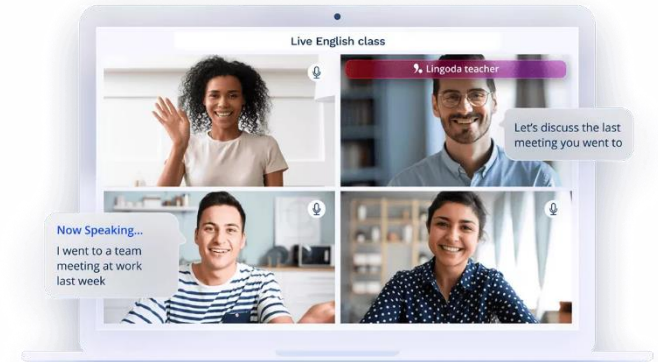 Live English class
Lingoda teacher
Let's discuss the last
meeting you went to
Now Speaking...
I went to a team
meeting at work
last week